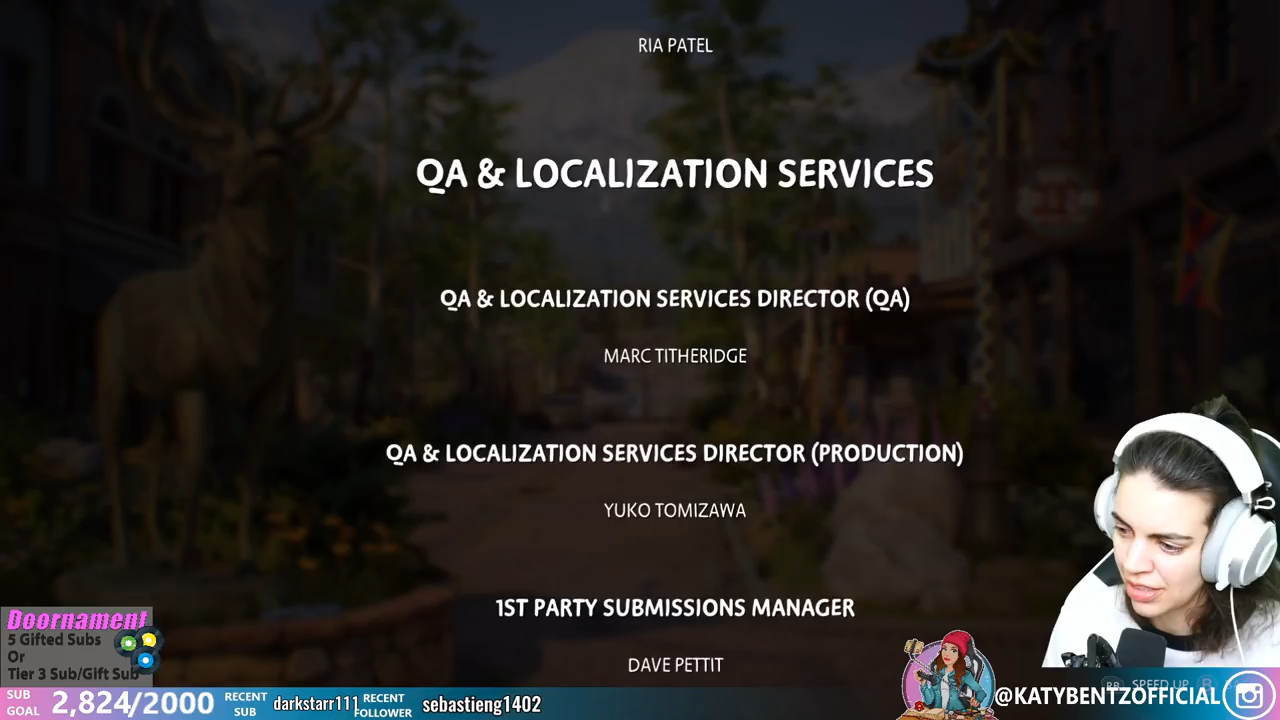 RIA PATEL
QA & LOCALIZATION SERVICES
QA & LOCALIZATION SERVICES DIRECTOR (QA)
MARC TITHERIDGE
QA & LOCALIZATION SERVICES DIRECTOR (PRODUCTION)
YUKO TOMIZAWA
1ST PARTY SUBMISSIONS MANAGER
DAVE PETTIT
Doornament
5 Gifted Subs
Or
Tier 3 Sub/Gift Sub
RB SPEED UP B
SUB GOAL 2,824/2000 RECENT SUB darkstarr111 RECENT FOLLOWER sebastieng1402 @KATYBENTZOFFICIAL